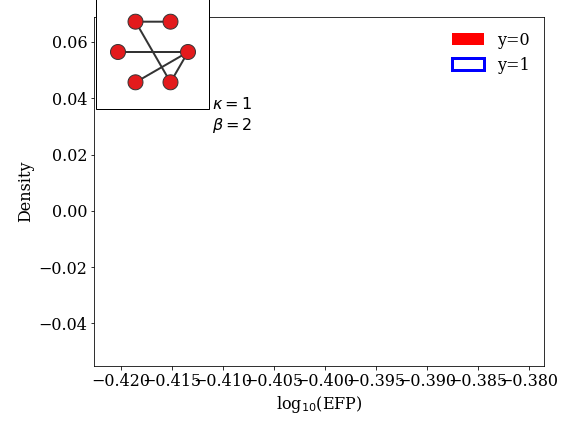 0.06
0.04
0.02
0.00
−0.02
−0.04
Density
κ = 1
β = 2
y=0
y=1
−0.420 −0.415 −0.410 −0.405 −0.400 −0.395 −0.390 −0.385 −0.380
log₁₀(EFP)